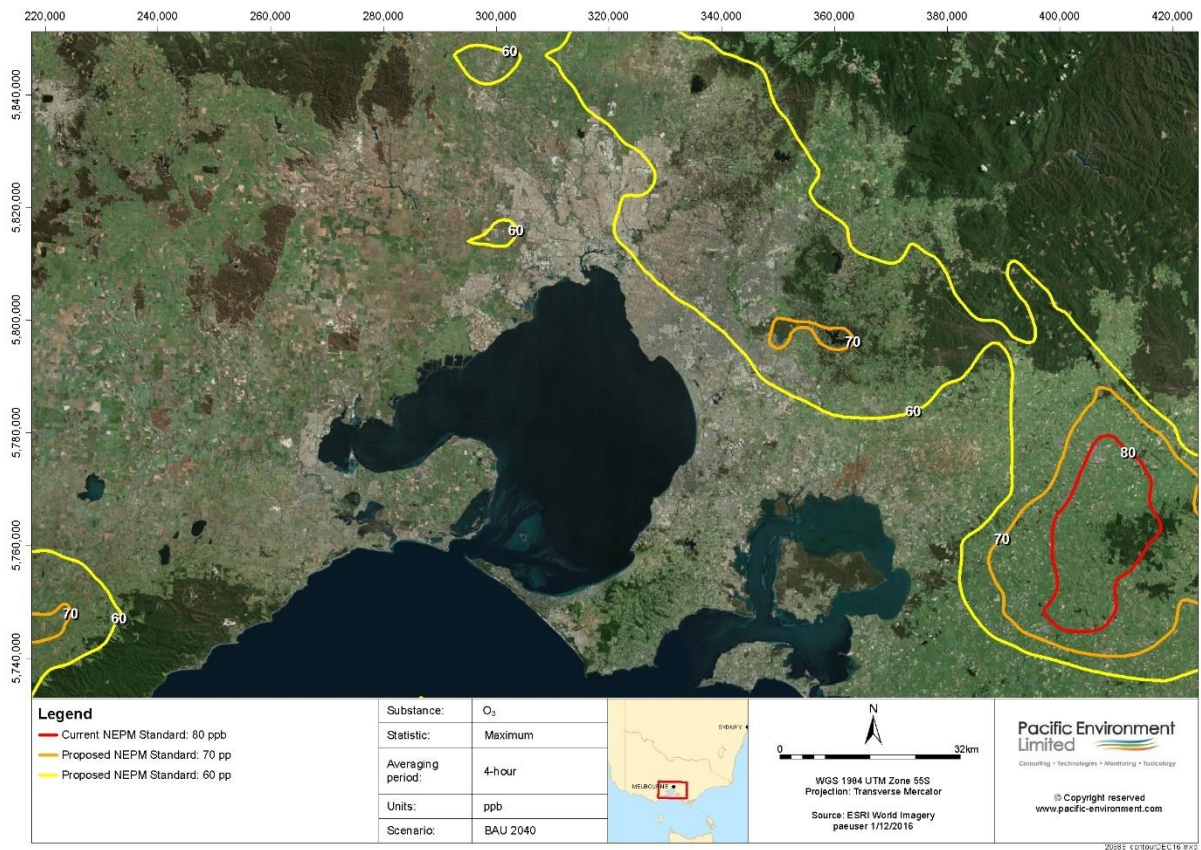 220,000 240,000 260,000 280,000 300,000 320,000 340,000 360,000 380,000 400,000 420,000
5,840,000
5,820,000
5,800,000
5,780,000
5,760,000
5,740,000
60
60
70
60
80
70
70
60
Legend
Current NEPM Standard: 80 ppb
Proposed NEPM Standard: 70 pp
Proposed NEPM Standard: 60 pp
Substance: O₃
Statistic: Maximum
Averaging
period: 4-hour
Units: ppb
Scenario: BAU 2040
SYDNEY
MELBOURNE
N
0 32km
WGS 1984 UTM Zone 55S
Projection: Transverse Mercator
Source: ESRI World Imagery
paeuser 1/12/2016
Pacific Environment
Limited
Consulting • Technologies • Monitoring • Toxicology
© Copyright reserved
www.pacific-environment.com